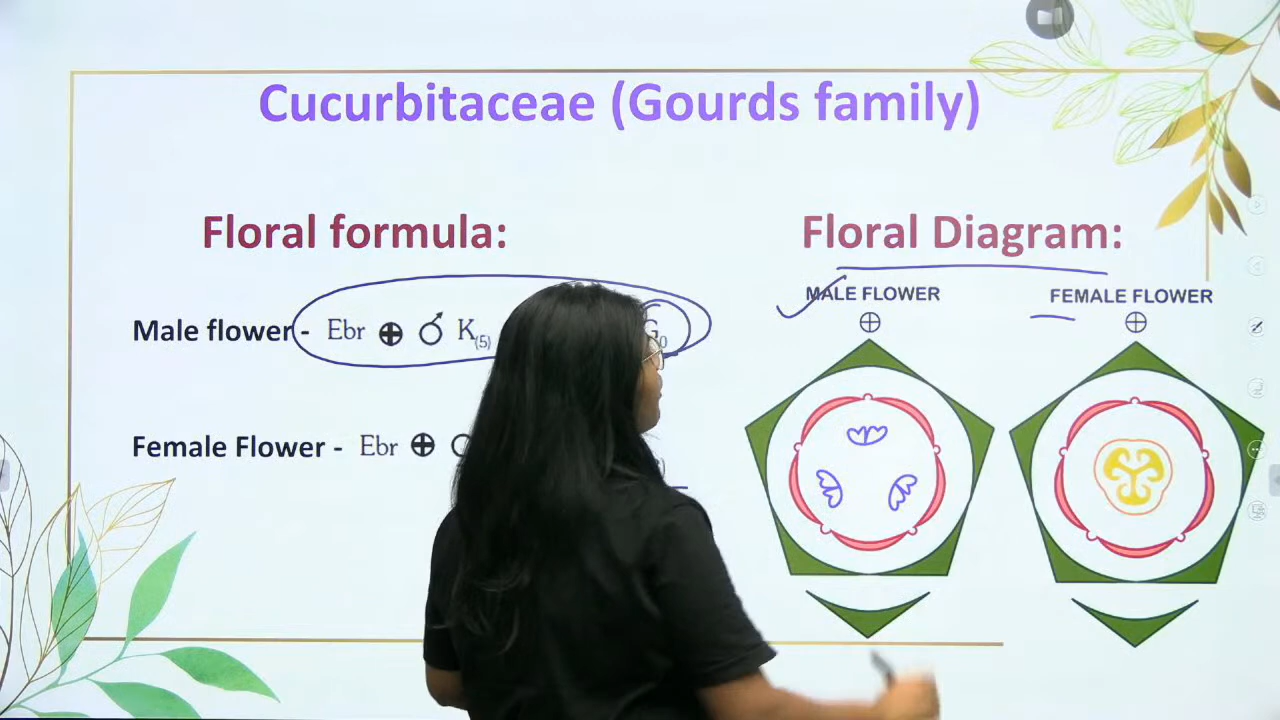 Cucurbitaceae (Gourds family)
Floral formula:
Floral Diagram:
MALE FLOWER
FEMALE FLOWER
Male flower - Ebr ⊕ ♂ K(5)
Female Flower - Ebr ⊕